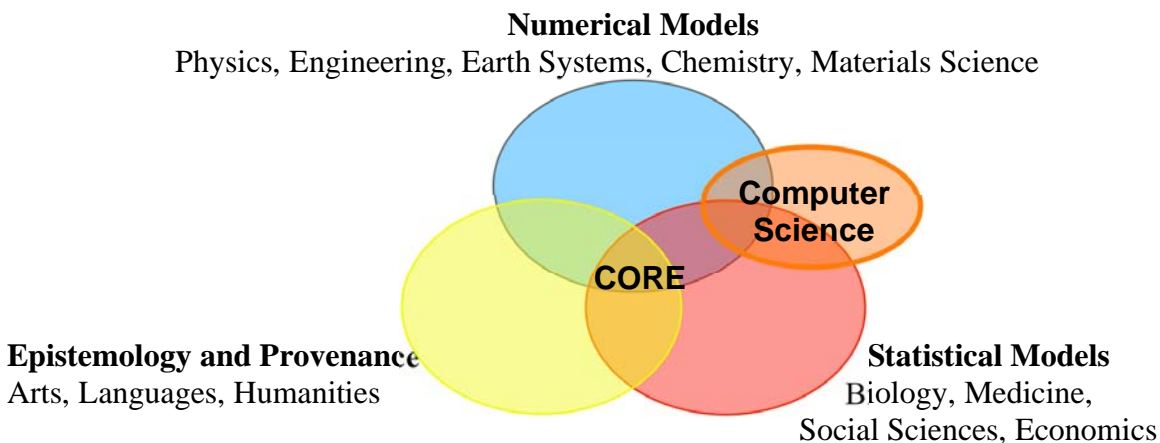 Numerical Models
Physics, Engineering, Earth Systems, Chemistry, Materials Science
Computer
Science
CORE
Epistemology and Provenance
Arts, Languages, Humanities
Statistical Models
Biology, Medicine,
Social Sciences, Economics